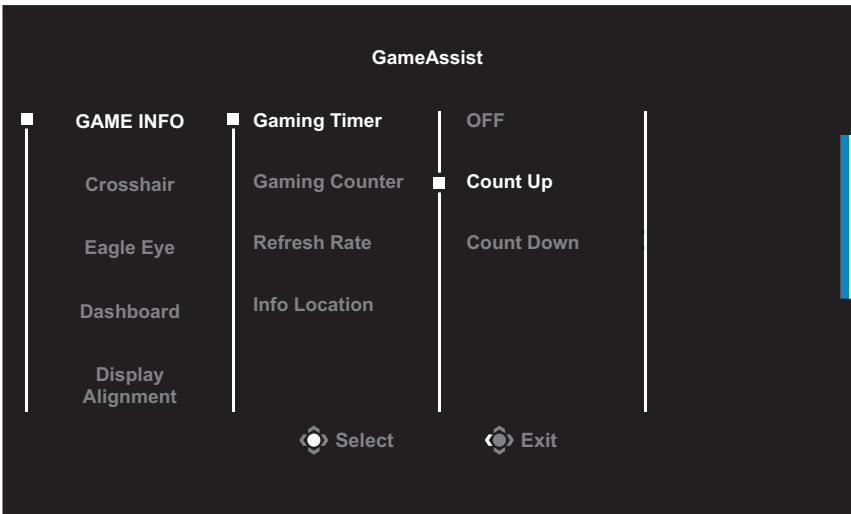 GameAssist
GAME INFO
Crosshair
Eagle Eye
Dashboard
Display
Alignment
Gaming Timer
Gaming Counter
Refresh Rate
Info Location
OFF
Count Up
Count Down
Select
Exit